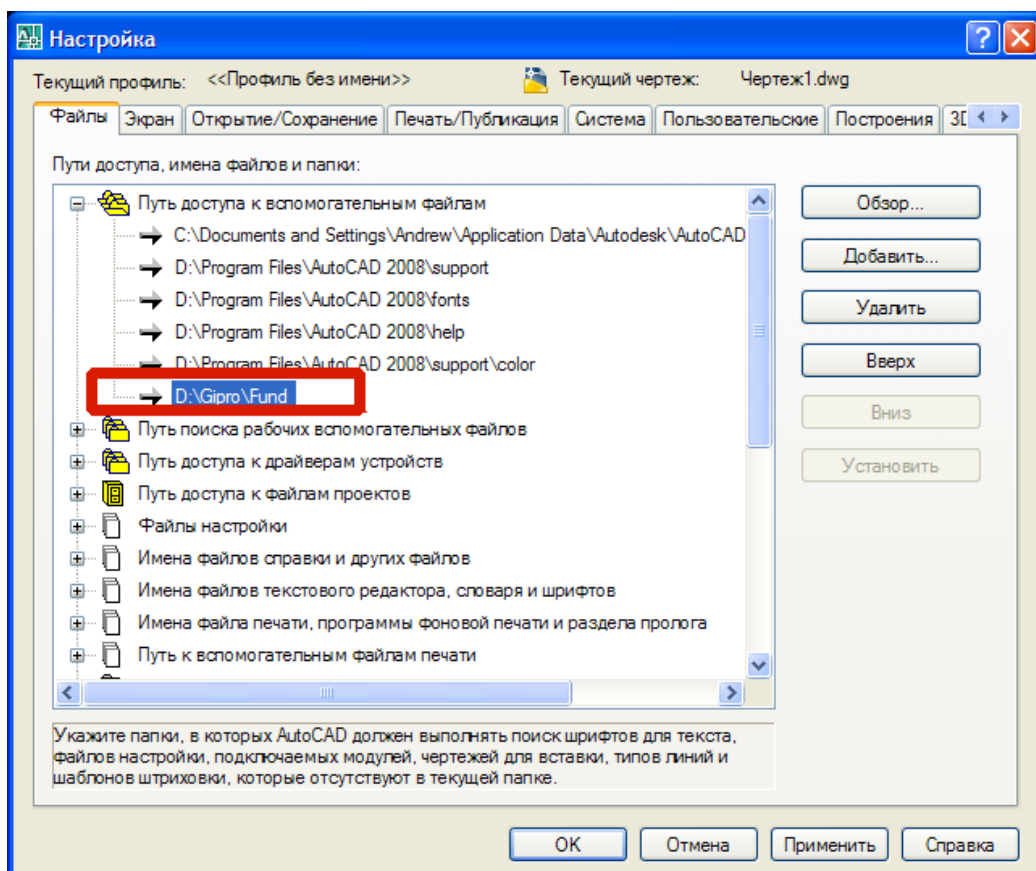 Настройка
Текущий профиль: <<Профиль без имени>> Текущий чертеж: Чертеж1.dwg
Файлы Экран Открытие/Сохранение Печать/Публикация Система Пользовательские Построения 3D
Пути доступа, имена файлов и папки:
Путь доступа к вспомогательным файлам
C:\Documents and Settings\Andrew\Application Data\Autodesk\AutoCAD
D:\Program Files\AutoCAD 2008\support
D:\Program Files\AutoCAD 2008\fonts
D:\Program Files\AutoCAD 2008\help
D:\Program Files\AutoCAD 2008\support\color
D:\Gipro\Fund
Путь поиска рабочих вспомогательных файлов
Путь доступа к драйверам устройств
Путь доступа к файлам проектов
Файлы настройки
Имена файлов справки и других файлов
Имена файлов текстового редактора, словаря и шрифтов
Имена файла печати, программы фоновой печати и раздела пролога
Путь к вспомогательным файлам печати
Обзор...
Добавить...
Удалить
Вверх
Вниз
Установить
Укажите папки, в которых AutoCAD должен выполнять поиск шрифтов для текста,
файлов настройки, подключаемых модулей, чертежей для вставки, типов линий и
шаблонов штриховки, которые отсутствуют в текущей папке.
OK Отмена Применить Справка